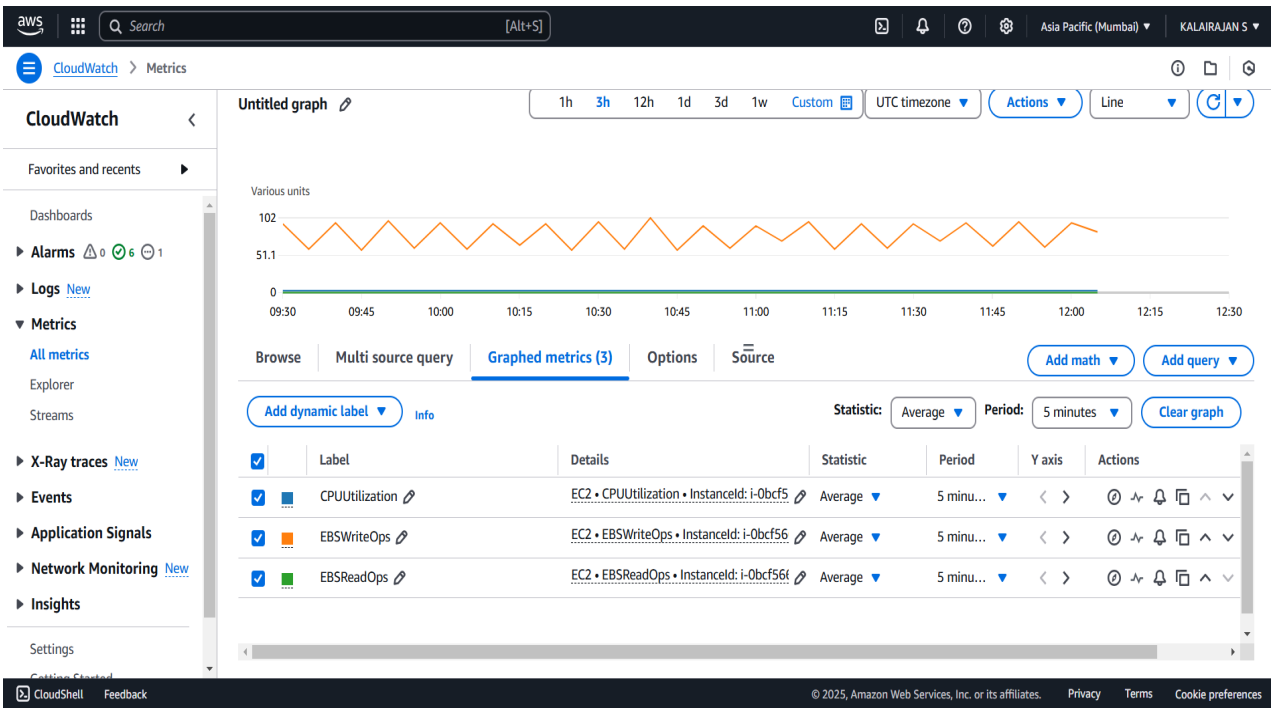 aws Search [Alt+S] Asia Pacific (Mumbai) ▼ KALAIRAJAN S ▼
CloudWatch > Metrics
CloudWatch
Favorites and recents
Dashboards
Alarms 0 6 1
Logs New
Metrics
All metrics
Explorer
Streams
X-Ray traces New
Events
Application Signals
Network Monitoring New
Insights
Settings
Getting Started
Untitled graph 1h 3h 12h 1d 3d 1w Custom UTC timezone Actions Line
Various units
102
51.1
0
09:30 09:45 10:00 10:15 10:30 10:45 11:00 11:15 11:30 11:45 12:00 12:15 12:30
Browse Multi source query Graphed metrics (3) Options Source Add math Add query
Add dynamic label Info Statistic: Average Period: 5 minutes Clear graph
Label Details Statistic Period Y axis Actions
CPUUtilization EC2 • CPUUtilization • InstanceId: i-0bcf5 Average 5 minu...
EBSWriteOps EC2 • EBSWriteOps • InstanceId: i-0bcf56 Average 5 minu...
EBSReadOps EC2 • EBSReadOps • InstanceId: i-0bcf566 Average 5 minu...
CloudShell Feedback © 2025, Amazon Web Services, Inc. or its affiliates. Privacy Terms Cookie preferences